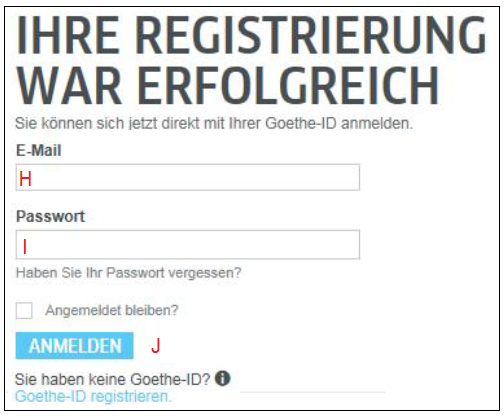 IHRE REGISTRIERUNG
WAR ERFOLGREICH
Sie können sich jetzt direkt mit Ihrer Goethe-ID anmelden.
E-Mail
H
Passwort
I
Haben Sie Ihr Passwort vergessen?
Angemeldet bleiben?
ANMELDEN J
Sie haben keine Goethe-ID? i
Goethe-ID registrieren.